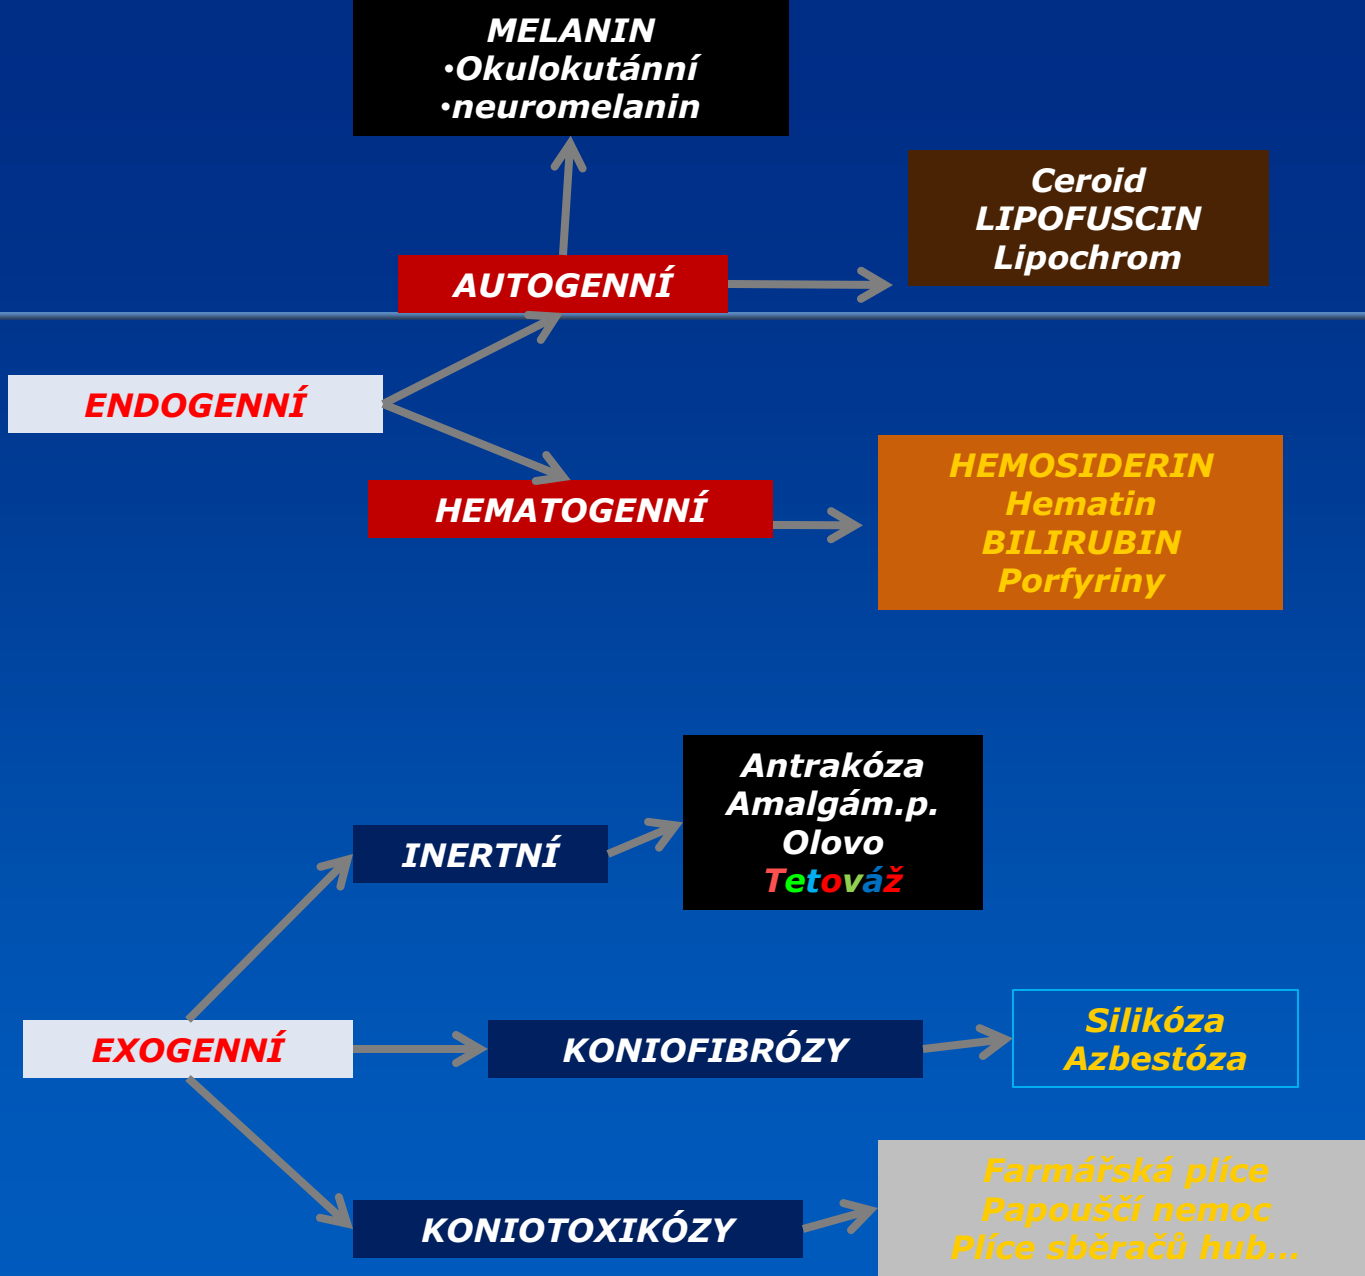 MELANIN
•Okulokutánní
•neuromelanin
Ceroid
LIPOFUSCIN
Lipochrom
AUTOGENNÍ
ENDOGENNÍ
HEMATOGENNÍ
HEMOSIDERIN
Hematin
BILIRUBIN
Porfyriny
Antrakóza
Amalgám.p.
Olovo
Tetováž
INERTNÍ
EXOGENNÍ
KONIOFIBRÓZY
Silikóza
Azbestóza
KONIOTOXIKÓZY
Farmářská plíce
Papouščí nemoc
Plíce sběračů hub...